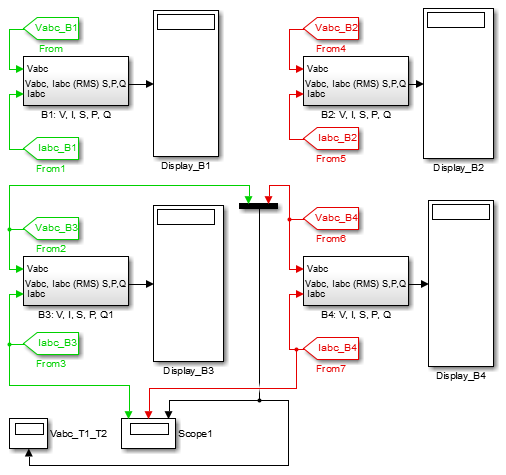 Vabc_B1
From
Vabc
Vabc, Iabc (RMS) S,P,Q
Iabc
B1: V, I, S, P, Q
Iabc_B1
From1
Display_B1
Vabc_B2
From4
Vabc
Vabc, Iabc (RMS) S,P,Q
Iabc
B2: V, I, S, P, Q
Iabc_B2
From5
Display_B2
Vabc_B3
From2
Vabc
Vabc, Iabc (RMS) S,P,Q
Iabc
B3: V, I, S, P, Q1
Iabc_B3
From3
Display_B3
Vabc_B4
From6
Vabc
Vabc, Iabc (RMS) S,P,Q
Iabc
B4: V, I, S, P, Q
Iabc_B4
From7
Display_B4
Vabc_T1_T2
Scope1